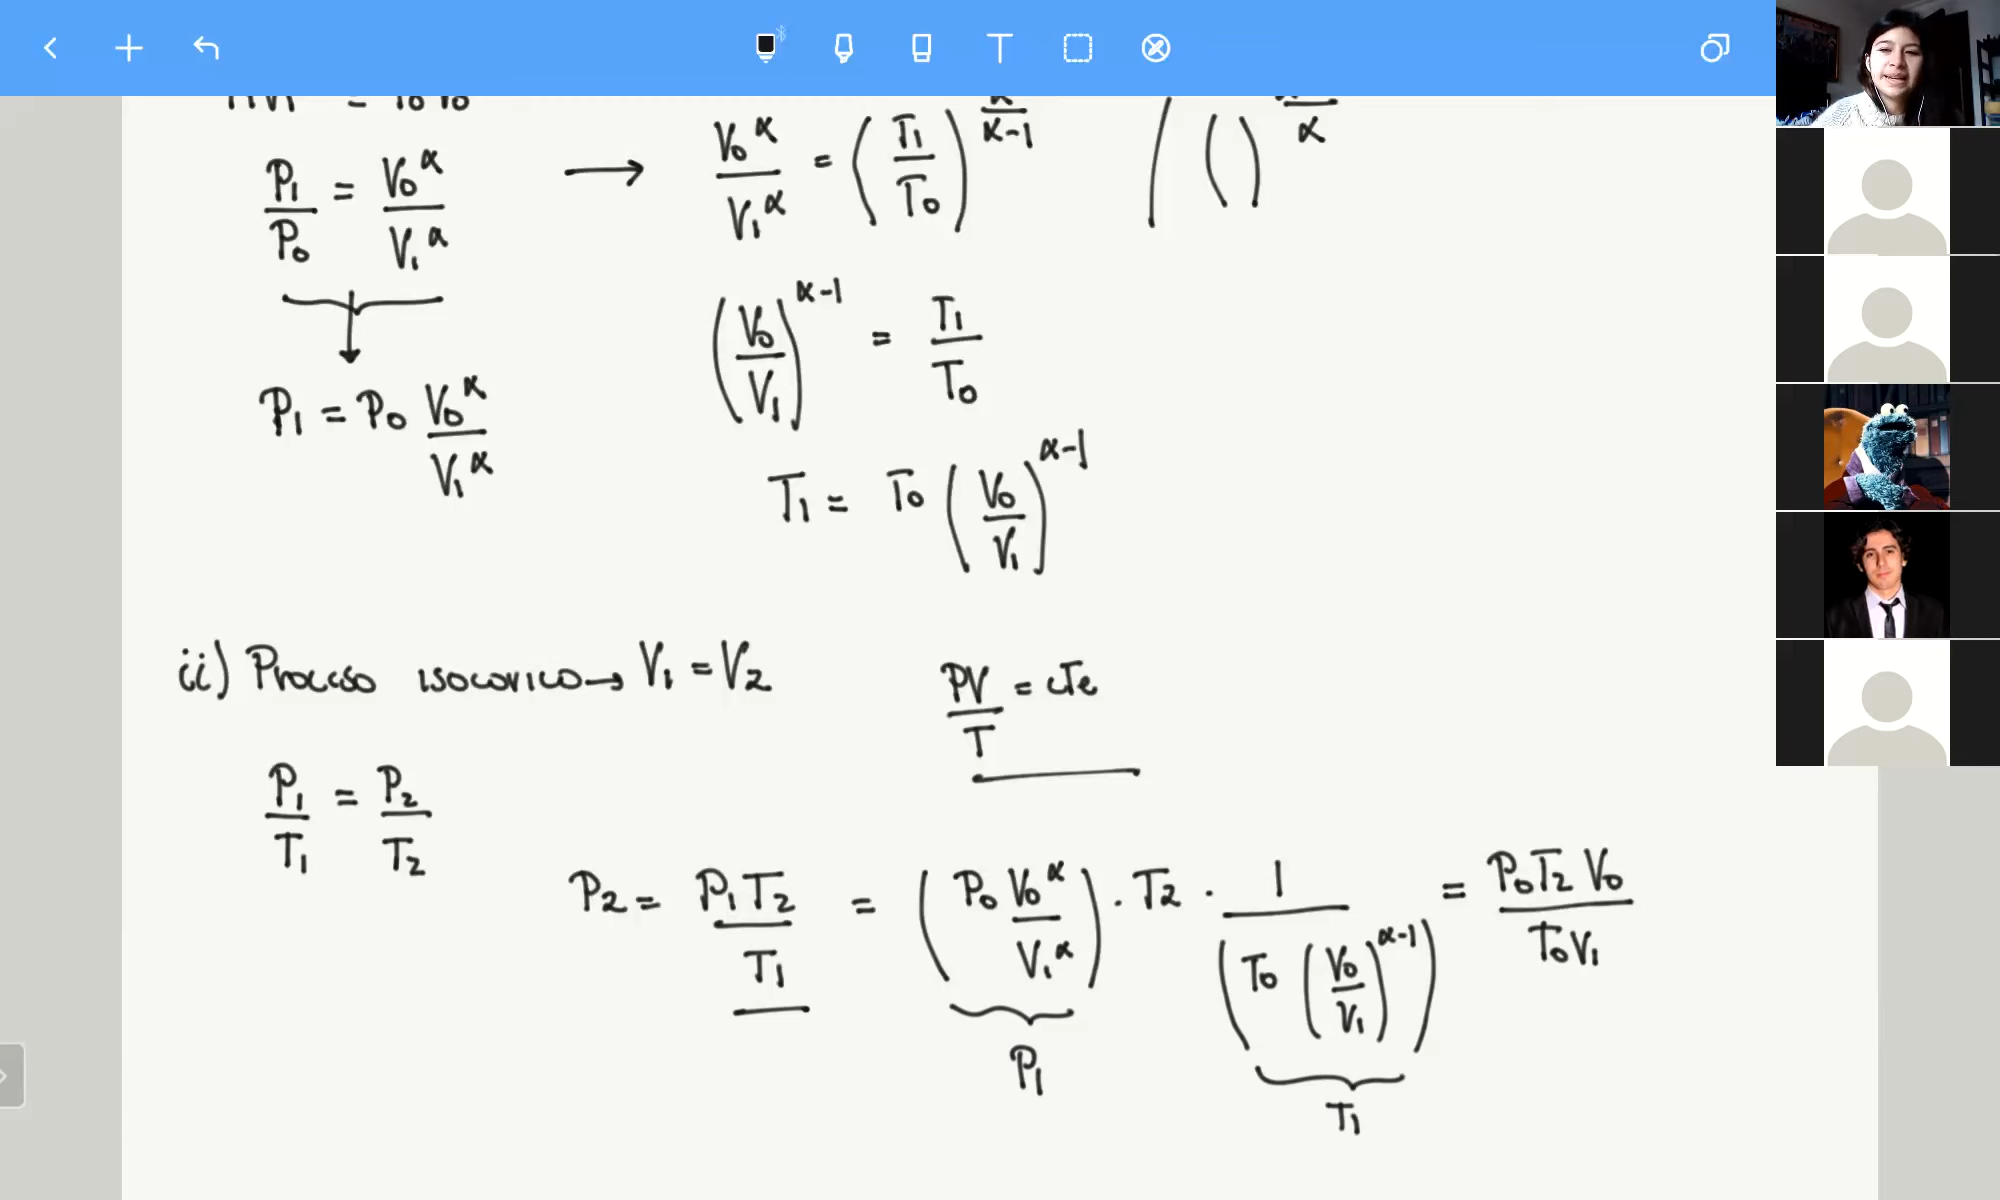 P₁/P₀ = V₀^α/V₁^α → V₀^α/V₁^α = (T₁/T₀)^(α/(α-1)) ( ( ) /α
(V₀/V₁)^(α-1) = T₁/T₀
P₁ = P₀ V₀^α/V₁^α
T₁ = T₀ (V₀/V₁)^(α-1)
ii) Proceso isocorico → V₁ = V₂ PV/T = cTe
P₁/T₁ = P₂/T₂
P₂ = P₁T₂/T₁ = (P₀ V₀^α/V₁^α) · T₂ · 1/(T₀ (V₀/V₁)^(α-1)) = P₀T₂V₀/T₀V₁
P₁
T₁
T